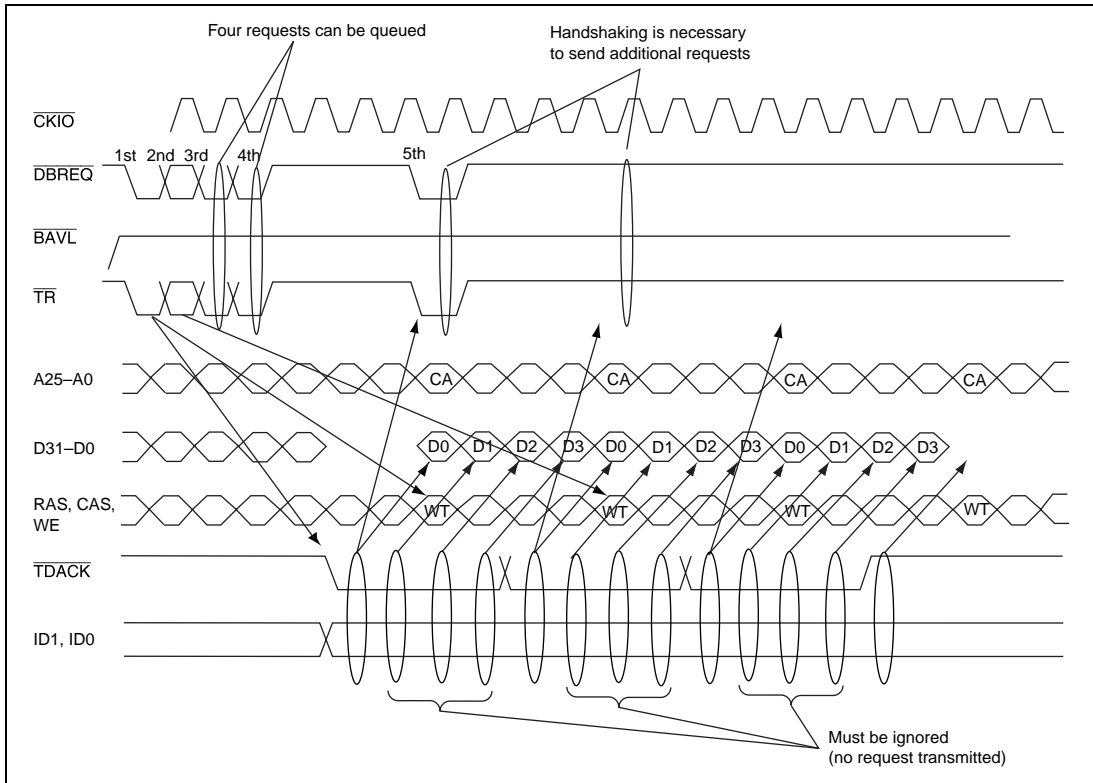 Four requests can be queued
Handshaking is necessary
to send additional requests
CKIO
1st 2nd 3rd 4th 5th
DBREQ
BAVL
TR
A25–A0 CA CA CA CA
D31–D0 D0 D1 D2 D3 D0 D1 D2 D3 D0 D1 D2 D3
RAS, CAS,
WE WT WT WT WT
TDACK
ID1, ID0
Must be ignored
(no request transmitted)